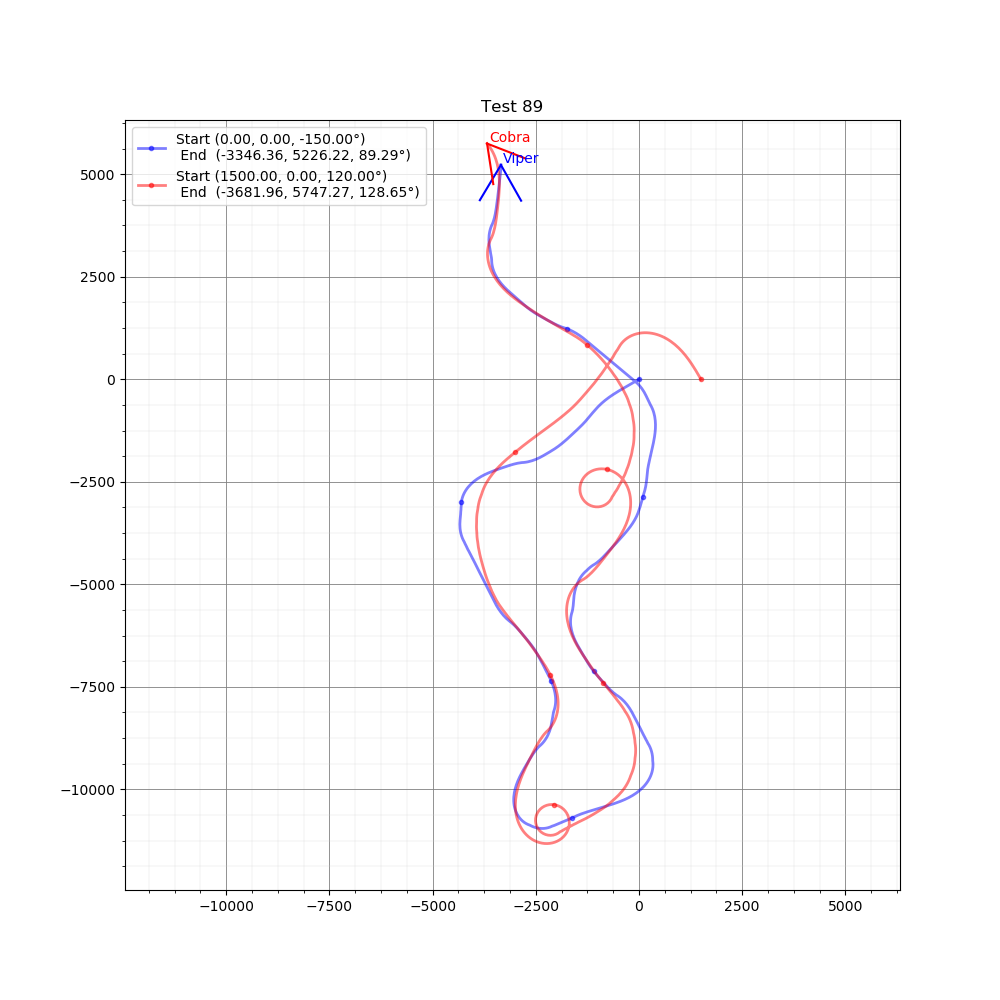 Test 89
Start (0.00, 0.00, -150.00°)
End (-3346.36, 5226.22, 89.29°)
Start (1500.00, 0.00, 120.00°)
End (-3681.96, 5747.27, 128.65°)
Cobra
Viper
5000
2500
0
−2500
−5000
−7500
−10000
−10000
−7500
−5000
−2500
0
2500
5000